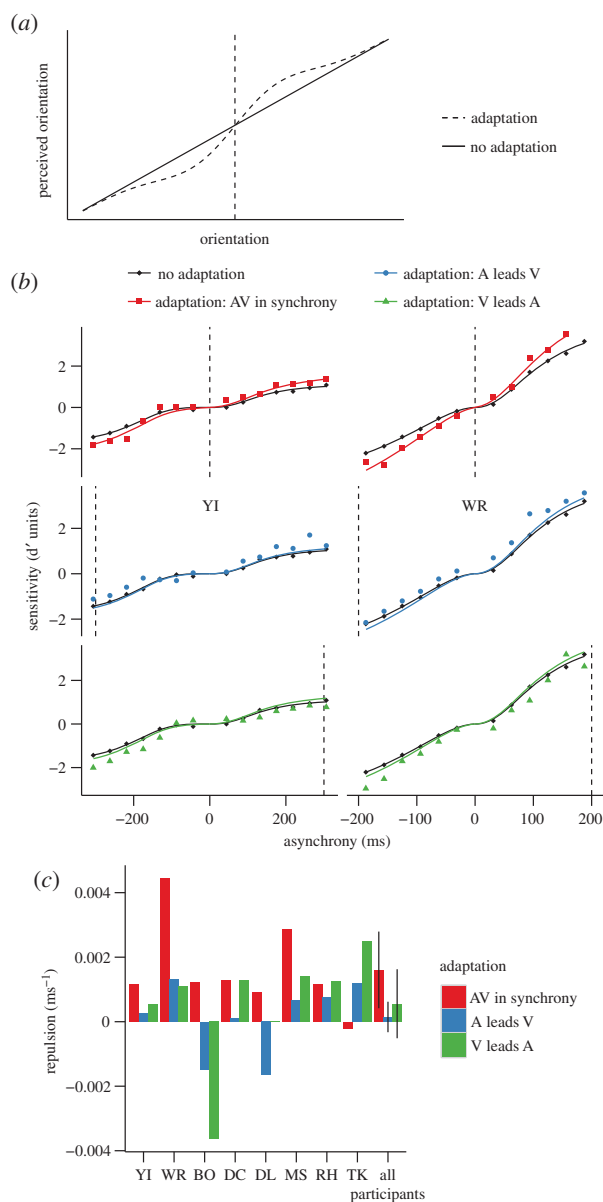 (a)
perceived orientation
orientation
adaptation
no adaptation
(b)
no adaptation
adaptation: A leads V
adaptation: AV in synchrony
adaptation: V leads A
2
0
−2
YI
WR
2
0
−2
sensitivity (d′ units)
2
0
−2
−200 0 200 −200 −100 0 100 200
asynchrony (ms)
(c)
0.004
0.002
0
−0.002
−0.004
repulsion (ms⁻¹)
adaptation
AV in synchrony
A leads V
V leads A
YI WR BO DC DL MS RH TK all
participants